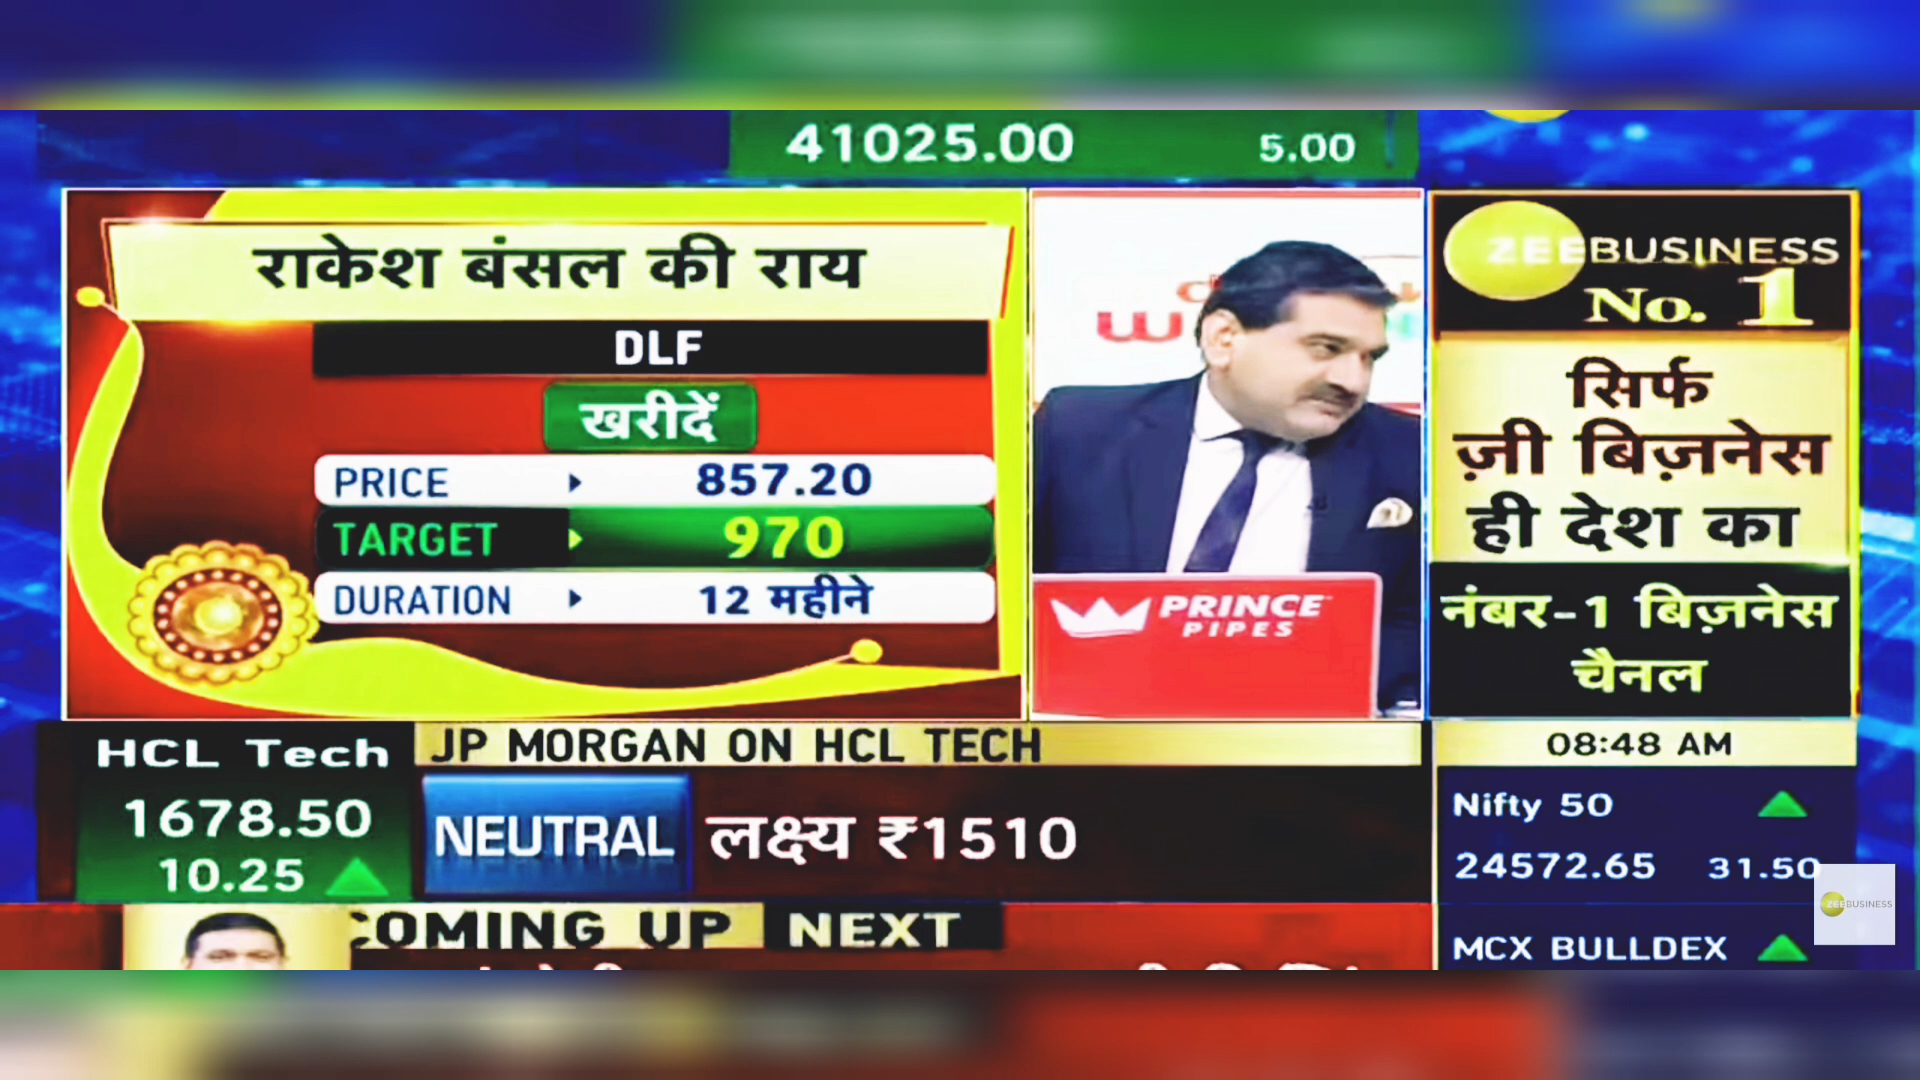 41025.00 5.00
राकेश बंसल की राय
DLF
खरीदें
PRICE 857.20
TARGET 970
DURATION 12 महीने
PRINCE
PIPES
ZEEBUSINESS
No. 1
सिर्फ
ज़ी बिज़नेस
ही देश का
नंबर-1 बिज़नेस
चैनल
HCL Tech
1678.50
10.25
JP MORGAN ON HCL TECH
NEUTRAL लक्ष्य ₹1510
08:48 AM
Nifty 50
24572.65 31.50
MCX BULLDEX
ZEEBUSINESS
COMING UP NEXT